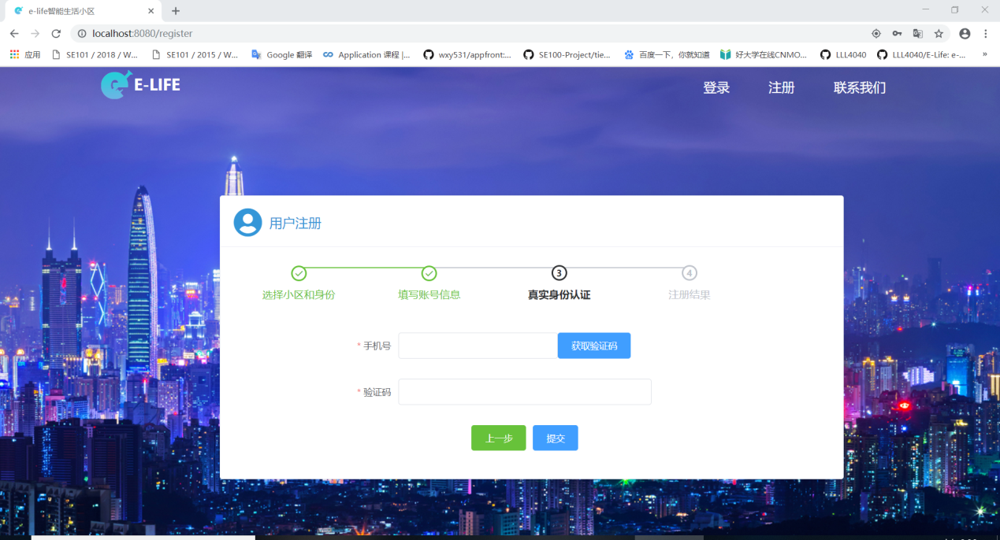 e-life智能生活小区
localhost:8080/register
应用
SE101 / 2018 / W...
SE101 / 2015 / W...
Google 翻译
Application 课程 |...
wxy531/appfront:...
SE100-Project/tie...
百度一下，你就知道
好大学在线CNMO...
LLL4040
LLL4040/E-Life: e-...
»
E-LIFE
登录
注册
联系我们
用户注册
3
4
选择小区和身份
填写账号信息
真实身份认证
注册结果
* 手机号
获取验证码
* 验证码
上一步
提交